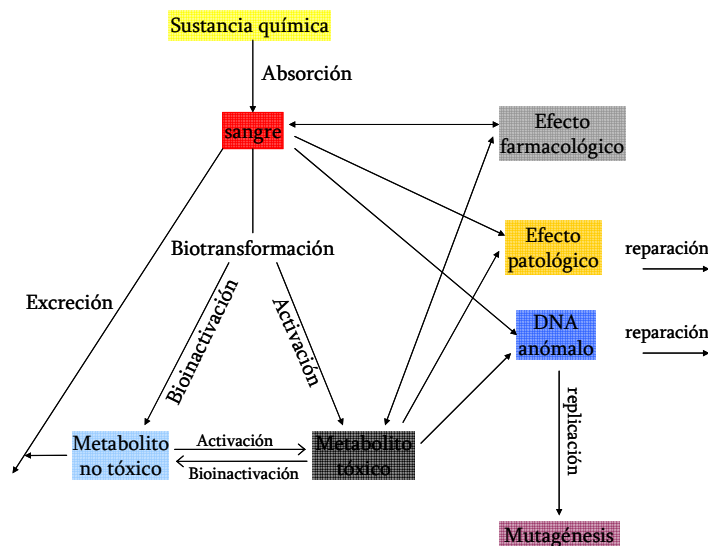 Sustancia química
Absorción
sangre
Efecto
farmacológico
Biotransformación
Efecto
patológico
reparación
Excreción
Bioinactivación
Activación
DNA
anómalo
reparación
replicación
Metabolito
no tóxico
Activación
Bioinactivación
Metabolito
tóxico
Mutagénesis